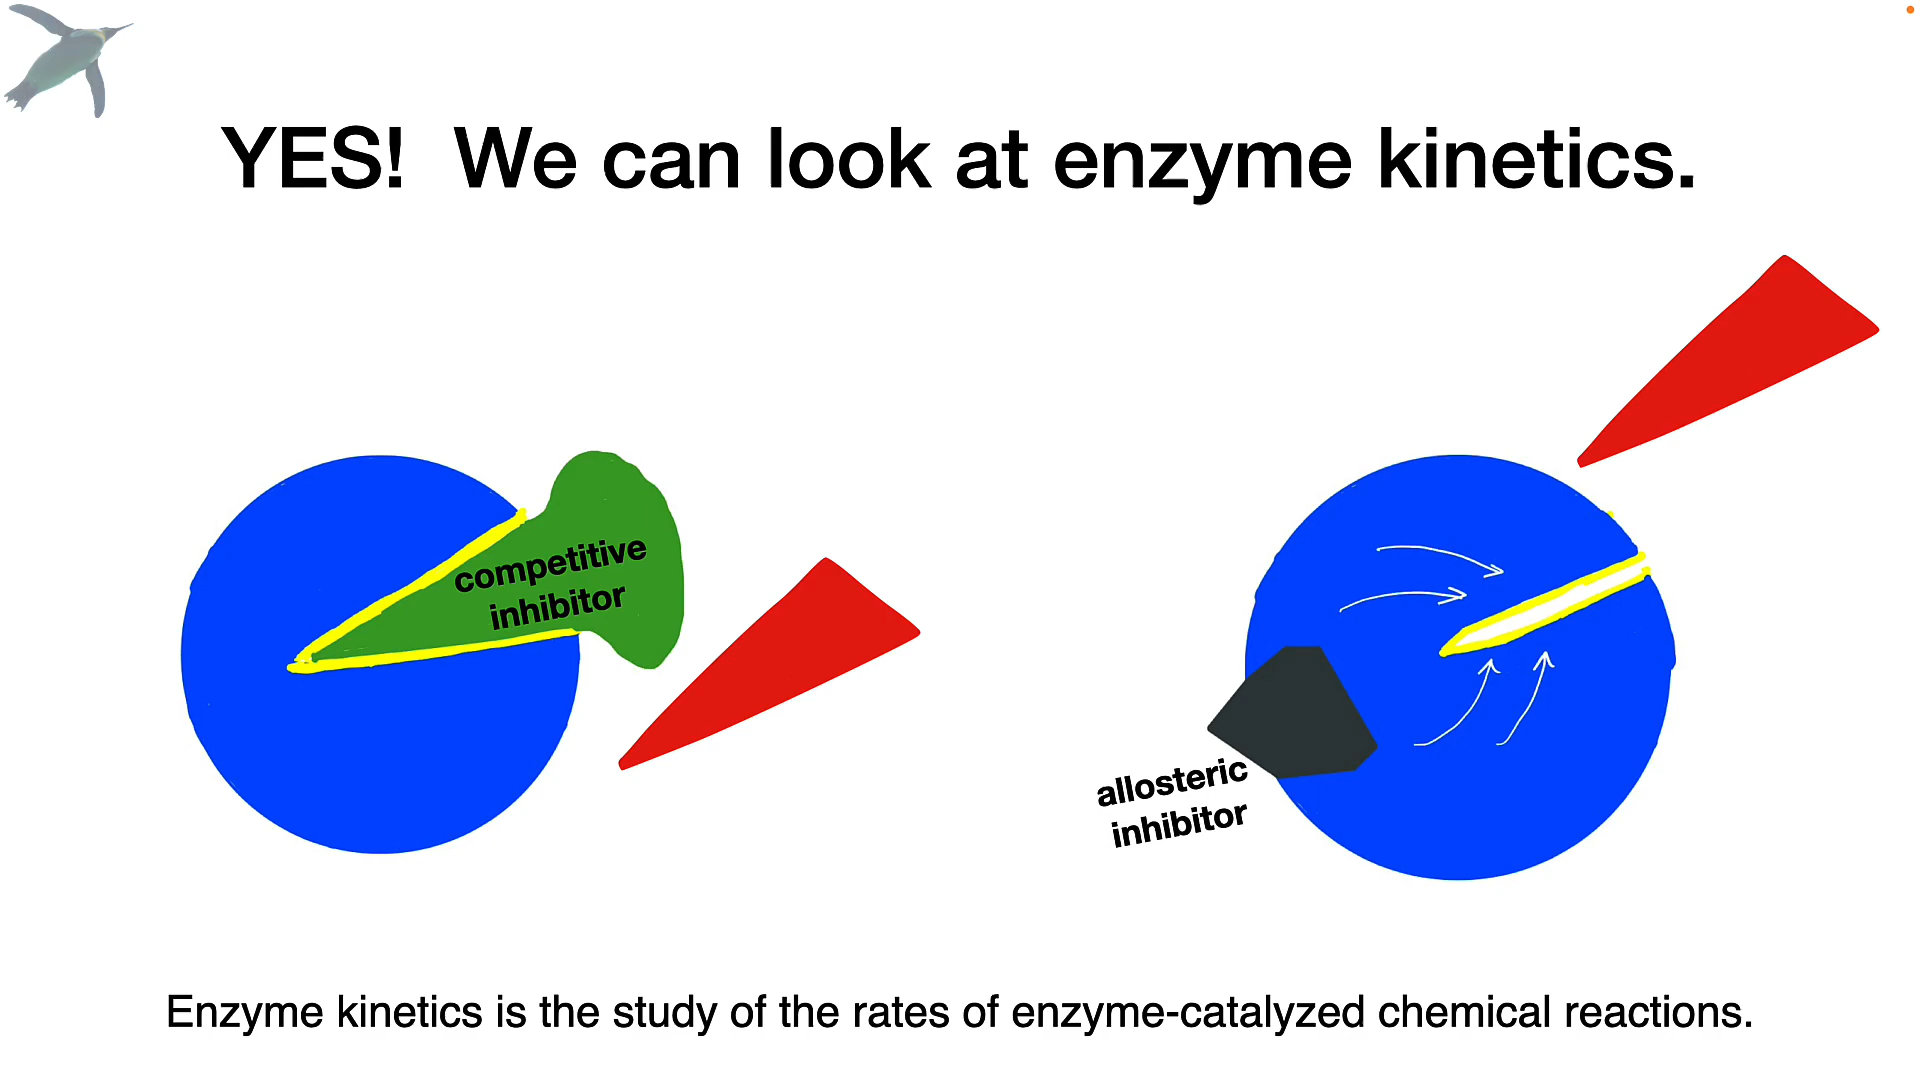 YES!  We can look at enzyme kinetics.
competitive
inhibitor
allosteric
inhibitor
Enzyme kinetics is the study of the rates of enzyme-catalyzed chemical reactions.